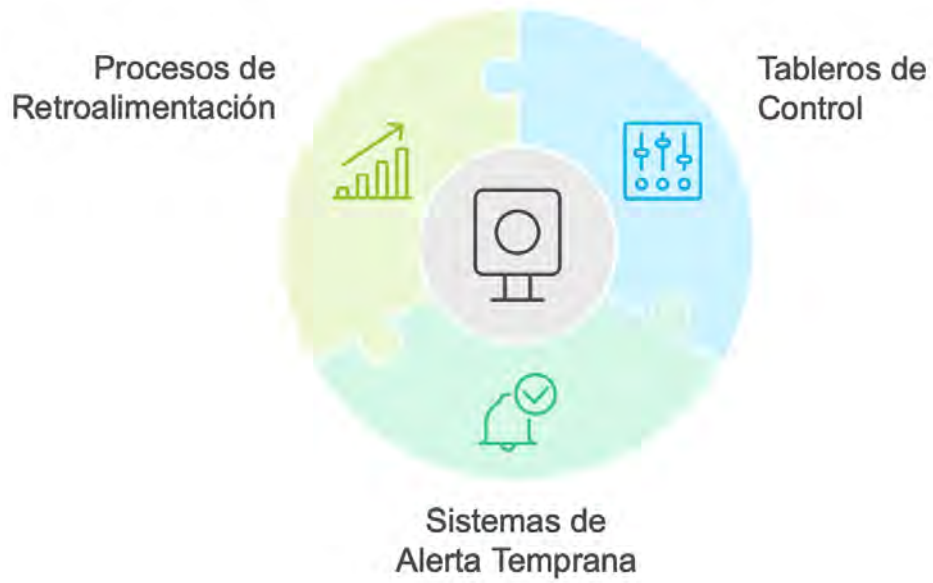 Procesos de
Retroalimentación
Tableros de
Control
Sistemas de
Alerta Temprana